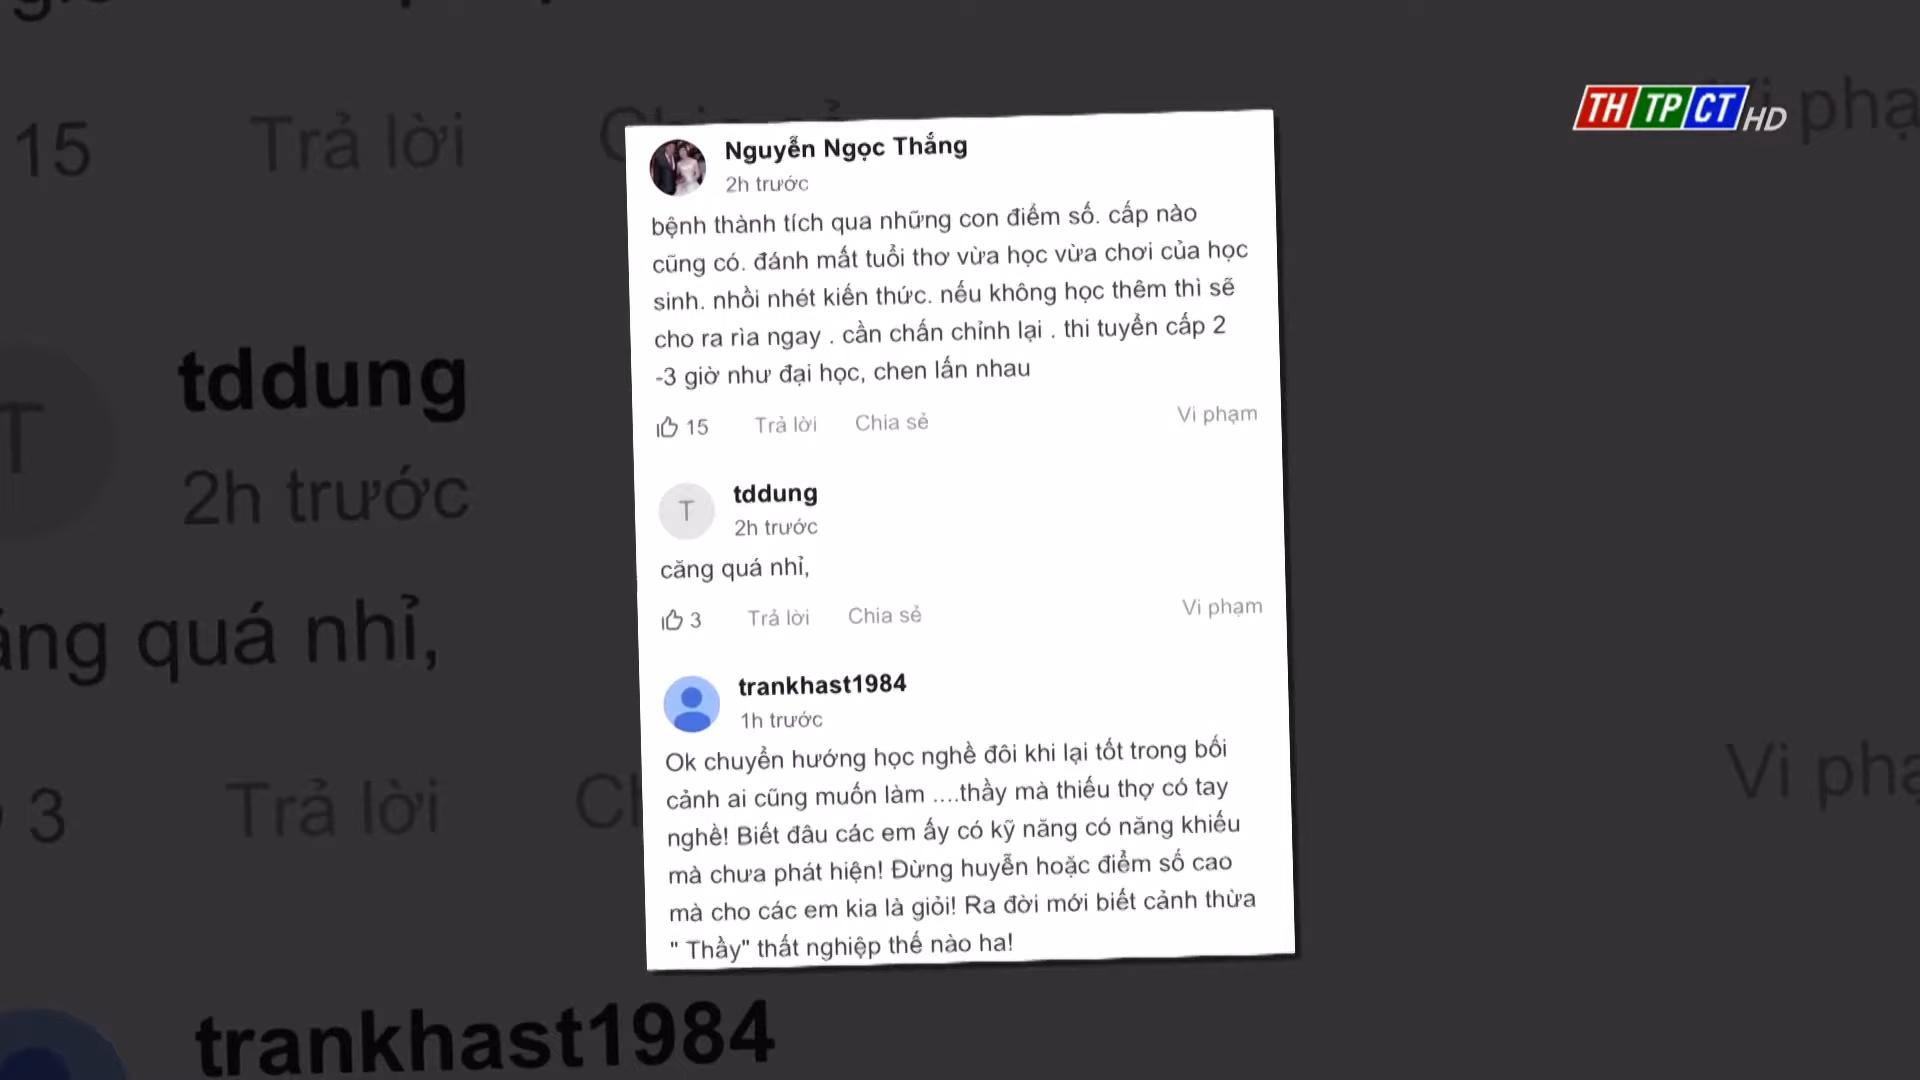 15 Trả lời
TH TP CT HD
tddung
2h trước
quá nhỉ,
3 Trả lời
Vi
trankhast1984
Nguyễn Ngọc Thắng
2h trước
bệnh thành tích qua những con điểm số. cấp nào
cũng có. đánh mất tuổi thơ vừa học vừa chơi của học
sinh. nhồi nhét kiến thức. nếu không học thêm thì sẽ
cho ra rìa ngay . cần chấn chỉnh lại . thi tuyển cấp 2
-3 giờ như đại học, chen lấn nhau
15 Trả lời Chia sẻ Vi phạm
T
tddung
2h trước
căng quá nhỉ,
3 Trả lời Chia sẻ Vi phạm
trankhast1984
1h trước
Ok chuyển hướng học nghề đôi khi lại tốt trong bối
cảnh ai cũng muốn làm ....thầy mà thiếu thợ có tay
nghề! Biết đâu các em ấy có kỹ năng có năng khiếu
mà chưa phát hiện! Đừng huyễn hoặc điểm số cao
mà cho các em kia là giỏi! Ra đời mới biết cảnh thừa
" Thầy" thất nghiệp thế nào ha!